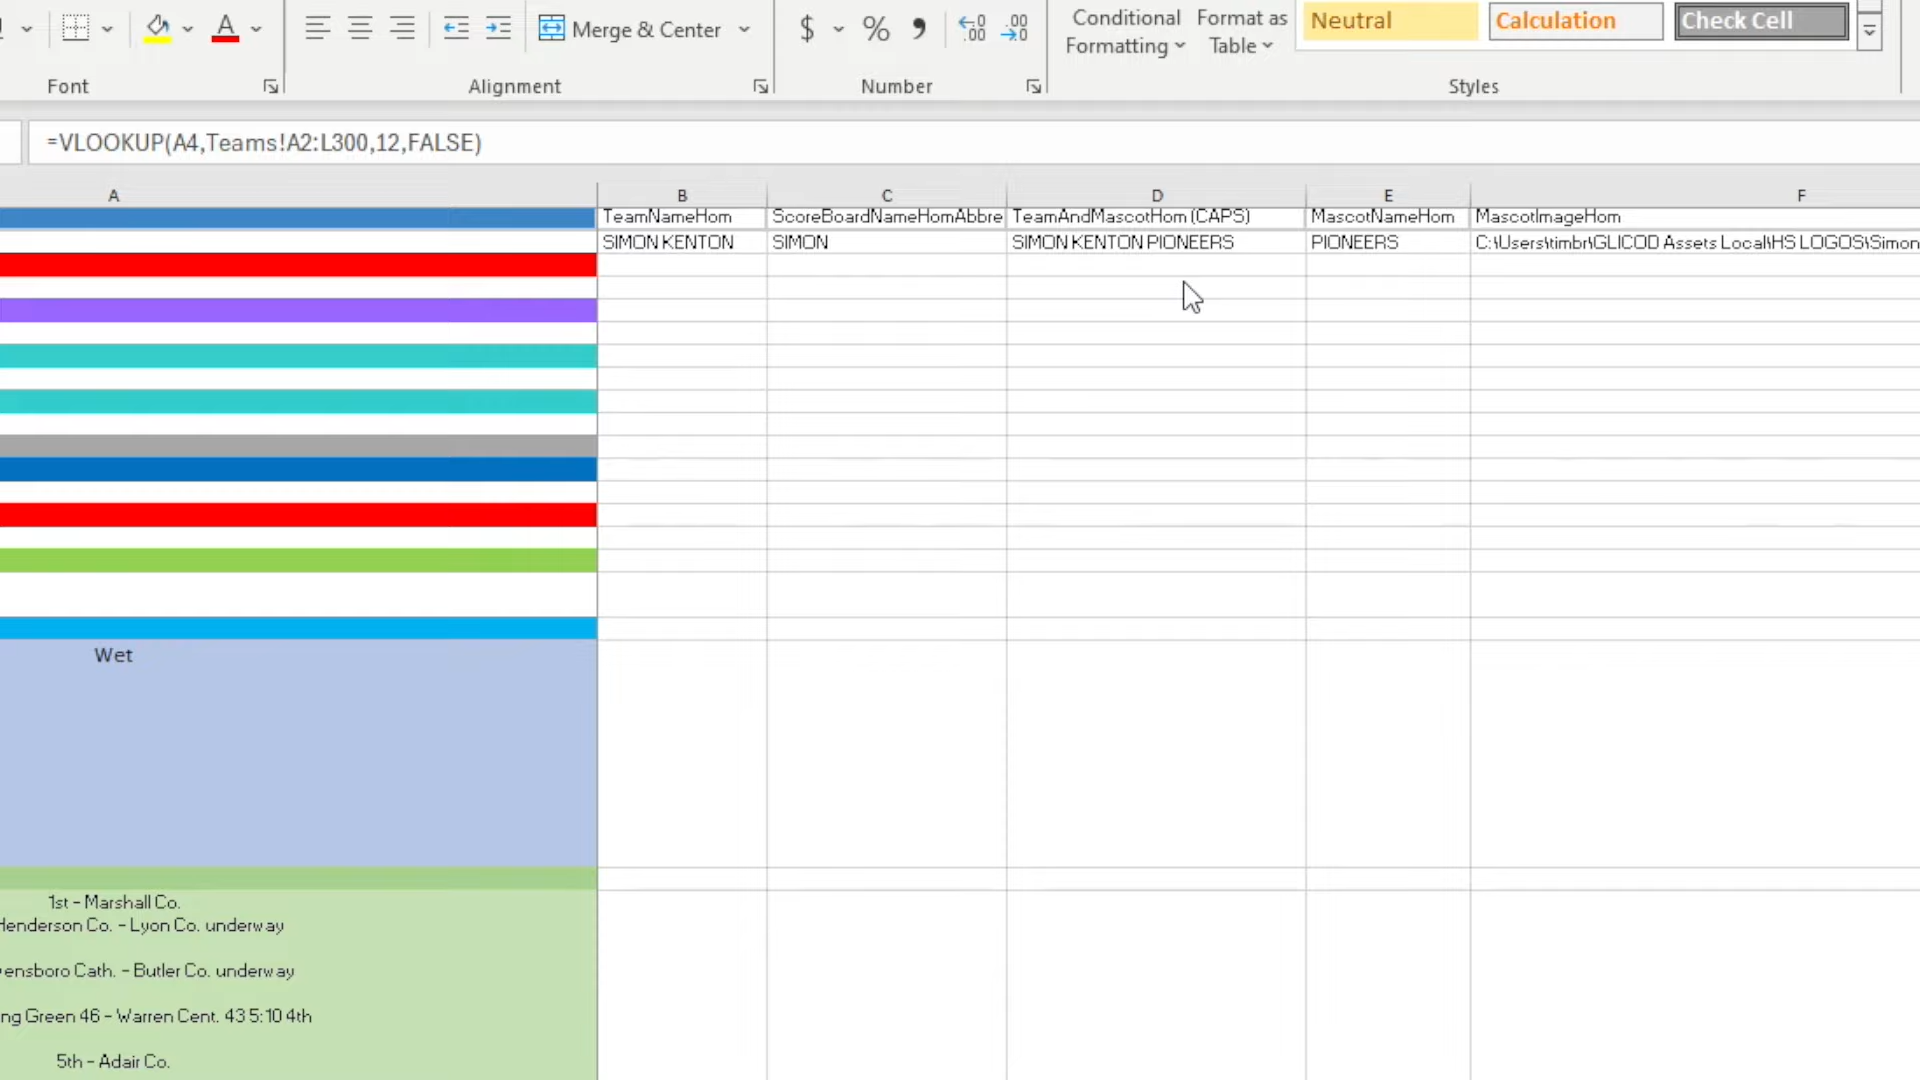 Merge & Center
$ % ,
Conditional Formatting
Format as Table
Neutral
Calculation
Check Cell
Font
Alignment
Number
Styles
=VLOOKUP(A4,Teams!A2:L300,12,FALSE)
A B C D E F
TeamNameHom ScoreBoardNameHomAbbre TeamAndMascotHom (CAPS) MascotNameHom MascotImageHom
SIMON KENTON SIMON SIMON KENTON PIONEERS PIONEERS C:\Users\timbr\GLICOD Assets Local\HS LOGOS\Simon
Wet
1st - Marshall Co.
Henderson Co. - Lyon Co. underway
ensboro Cath. - Butler Co. underway
ng Green 46 - Warren Cent. 43 5:10 4th
5th - Adair Co.